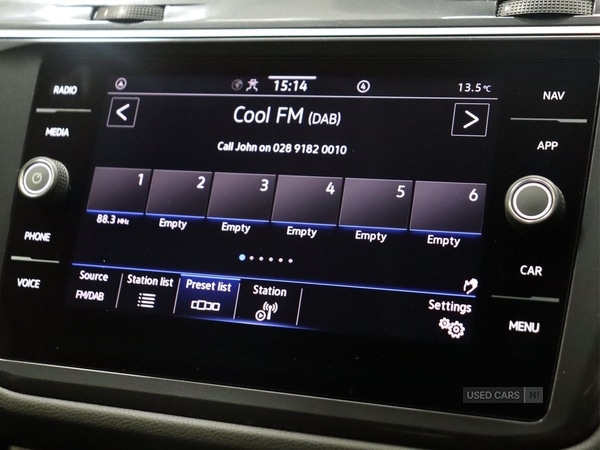 RADIO
MEDIA
PHONE
VOICE
15:14
4
13.5°C
< Cool FM (DAB) >
Call John on 028 9182 0010
1 2 3 4 5 6
88.3 MHz Empty Empty Empty Empty Empty
Source Station list Preset list Station Settings
FM/DAB
NAV
APP
CAR
MENU
USED CARS NI